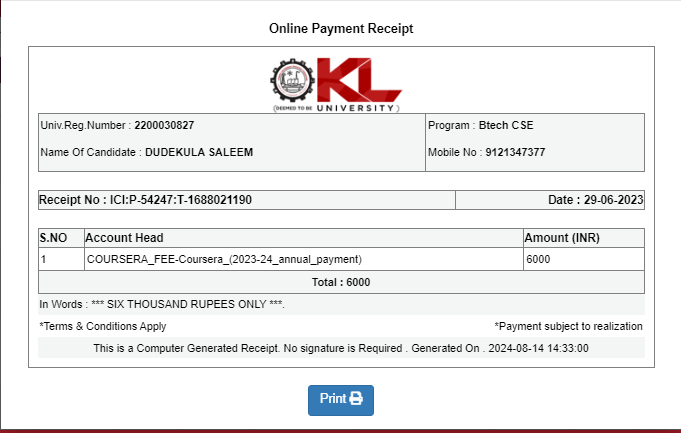 Online Payment Receipt
KL
(DEEMED TO BE UNIVERSITY)
Univ.Reg.Number : 2200030827
Program : Btech CSE
Name Of Candidate : DUDEKULA SALEEM
Mobile No : 9121347377
Receipt No : ICI:P-54247:T-1688021190
Date : 29-06-2023
S.NO Account Head Amount (INR)
1 COURSERA_FEE-Coursera_(2023-24_annual_payment) 6000
Total : 6000
In Words : *** SIX THOUSAND RUPEES ONLY ***.
*Terms & Conditions Apply
*Payment subject to realization
This is a Computer Generated Receipt. No signature is Required . Generated On . 2024-08-14 14:33:00
Print